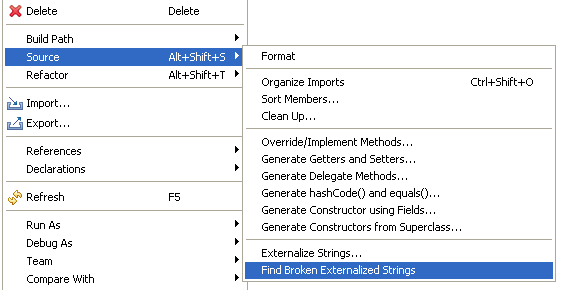 Delete Delete
Build Path
Source Alt+Shift+S
Refactor Alt+Shift+T
Import...
Export...
References
Declarations
Refresh F5
Run As
Debug As
Team
Compare With
Format
Organize Imports Ctrl+Shift+O
Sort Members...
Clean Up...
Override/Implement Methods...
Generate Getters and Setters...
Generate Delegate Methods...
Generate hashCode() and equals()...
Generate Constructor using Fields...
Generate Constructors from Superclass...
Externalize Strings...
Find Broken Externalized Strings